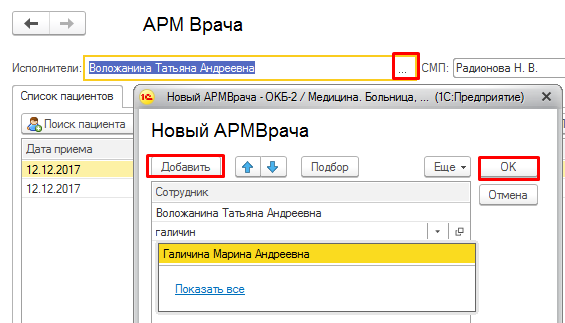 АРМ Врача
Исполнители: Воложанина Татьяна Андреевна ... СМП: Радионова Н. В.
Список пациентов
Поиск пациента
Дата приема
12.12.2017
12.12.2017
Новый АРМВрача - ОКБ-2 / Медицина. Больница, ... (1С:Предприятие)
Новый АРМВрача
Добавить Подбор Еще ОК
Отмена
Сотрудник
Воложанина Татьяна Андреевна
галичин
Галичина Марина Андреевна
Показать все